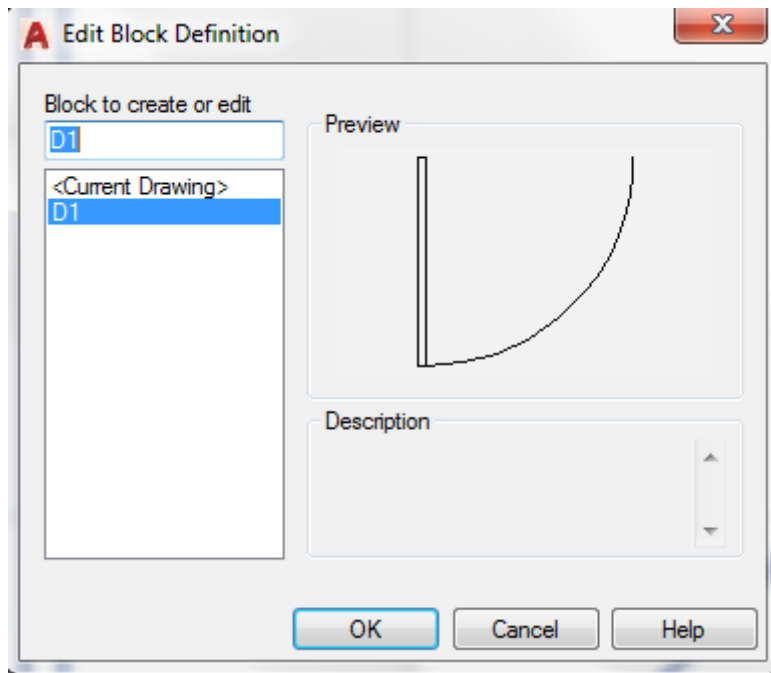 Edit Block Definition
Block to create or edit
D1
<Current Drawing>
D1
Preview
Description
OK
Cancel
Help